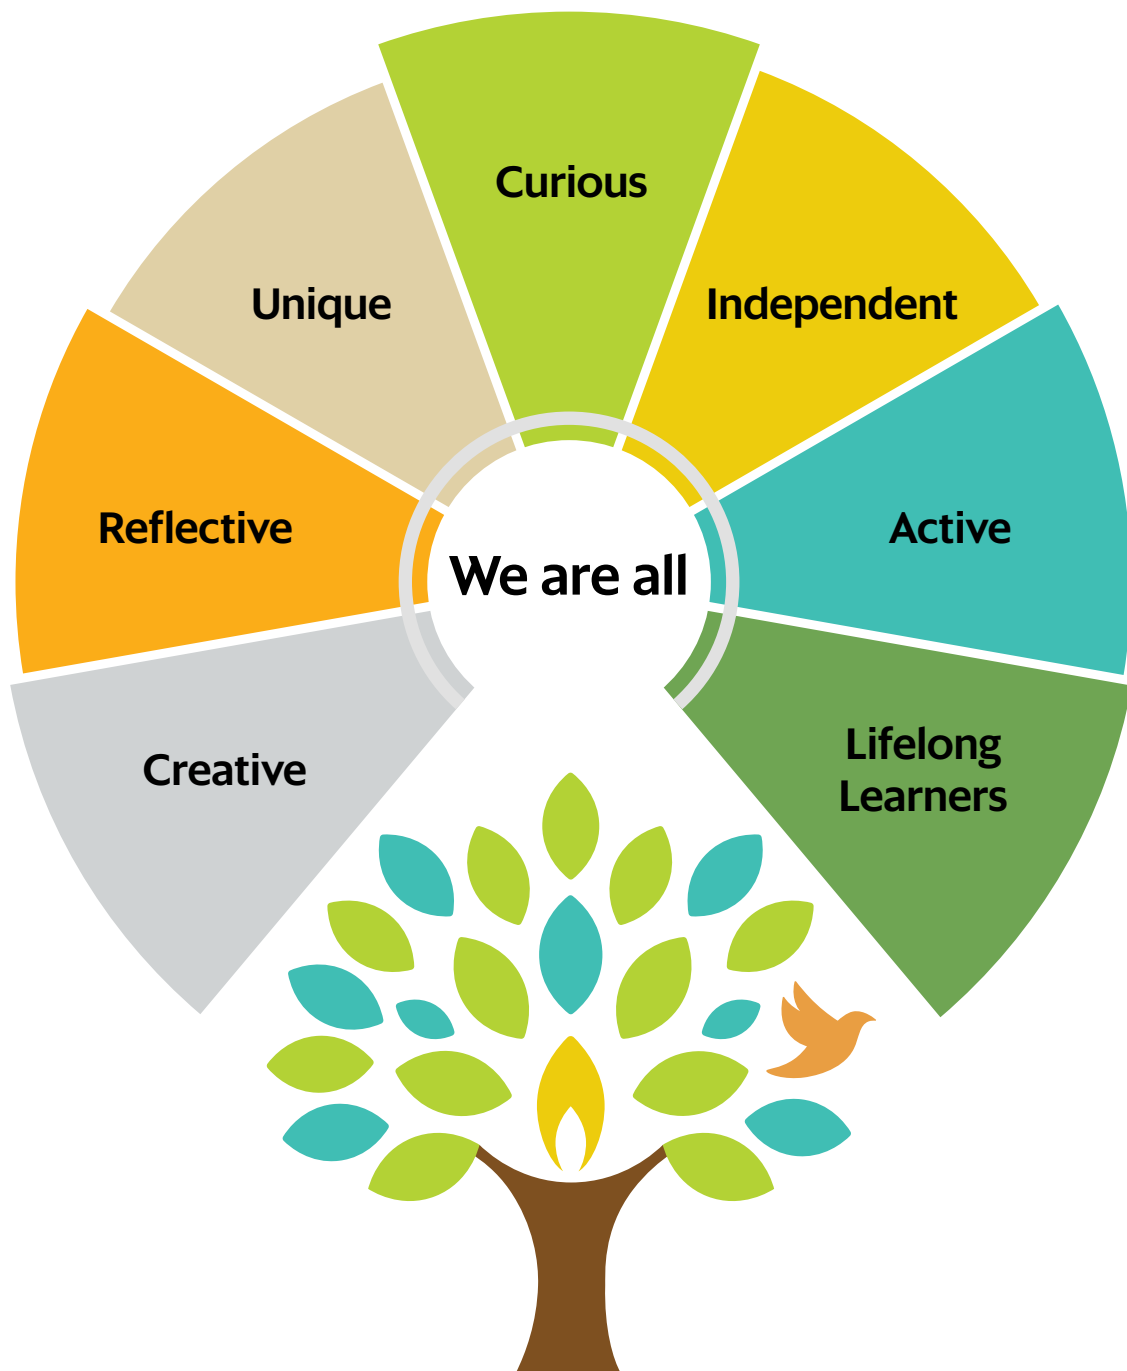 Curious
Unique
Independent
Reflective
Active
We are all
Creative
Lifelong
Learners